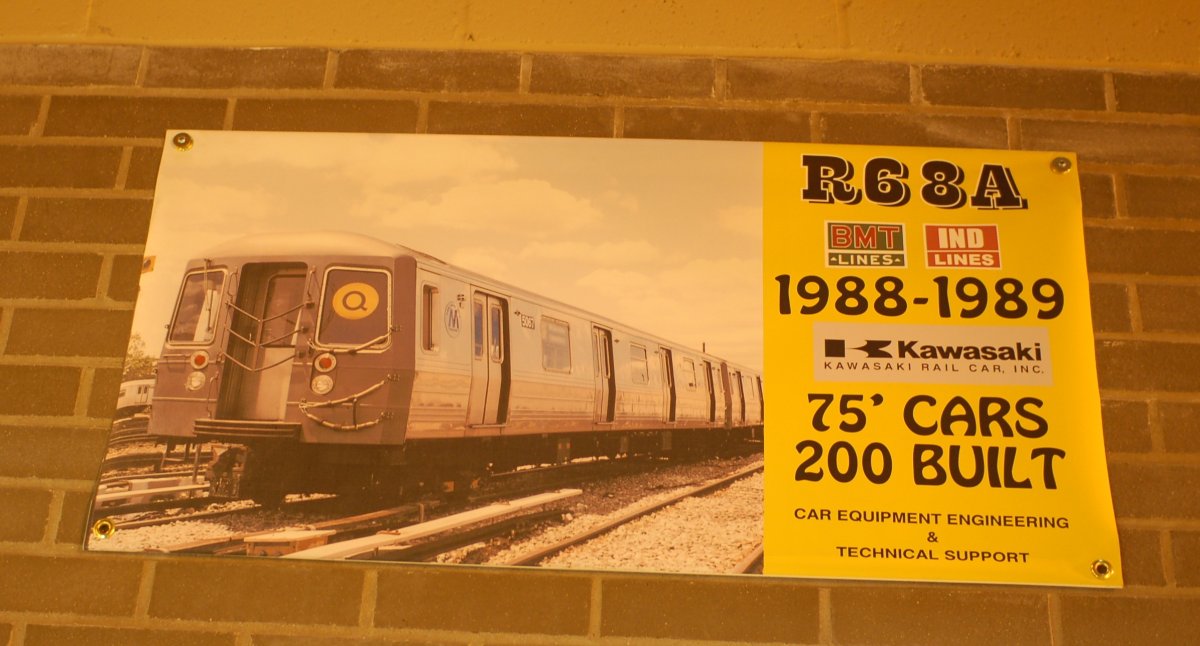 Q
M
5067
R68A
BMT
LINES
IND
LINES
1988-1989
Kawasaki
KAWASAKI RAIL CAR, INC.
75' CARS
200 BUILT
CAR EQUIPMENT ENGINEERING
&
TECHNICAL SUPPORT